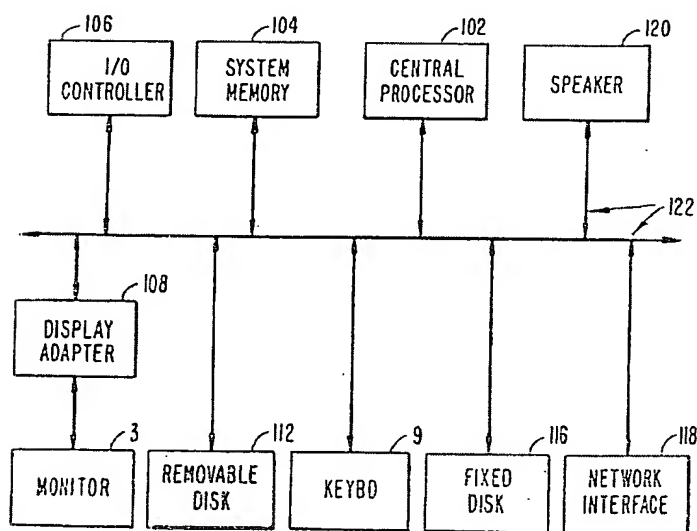 106
104
102
120
I/O
CONTROLLER
SYSTEM
MEMORY
CENTRAL
PROCESSOR
SPEAKER
122
108
DISPLAY
ADAPTER
3
112
9
116
118
MONITOR
REMOVABLE
DISK
KEYBD
FIXED
DISK
NETWORK
INTERFACE